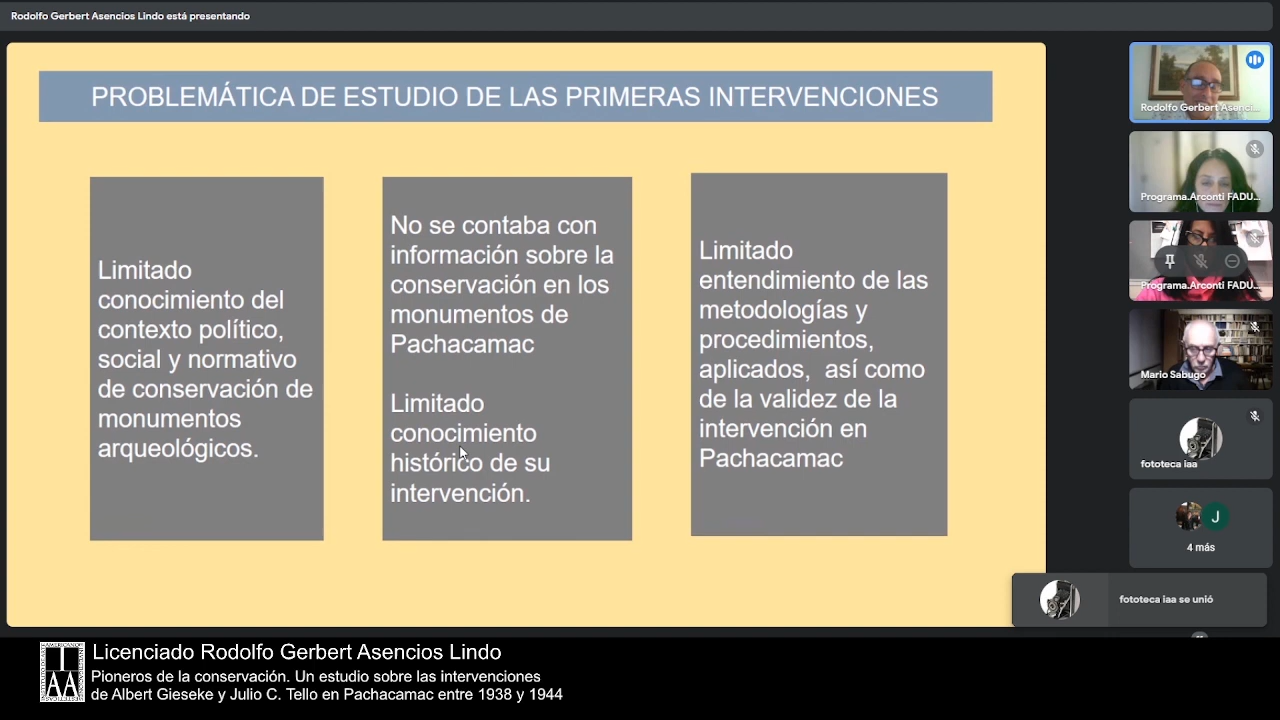 Rodolfo Gerbert Asencios Lindo está presentando
PROBLEMÁTICA DE ESTUDIO DE LAS PRIMERAS INTERVENCIONES
Limitado
conocimiento del
contexto político,
social y normativo
de conservación de
monumentos
arqueológicos.
No se contaba con
información sobre la
conservación en los
monumentos de
Pachacamac
Limitado
conocimiento
histórico de su
intervención.
Limitado
entendimiento de las
metodologías y
procedimientos,
aplicados, así como
de la validez de la
intervención en
Pachacamac
Rodolfo Gerbert Asenci...
Programa.Arconti FADU...
Programa.Arconti FADU...
Mario Sabugo
fototeca iaa
J
4 más
fototeca iaa se unió
IAA
Licenciado Rodolfo Gerbert Asencios Lindo
Pioneros de la conservación. Un estudio sobre las intervenciones
de Albert Gieseke y Julio C. Tello en Pachacamac entre 1938 y 1944